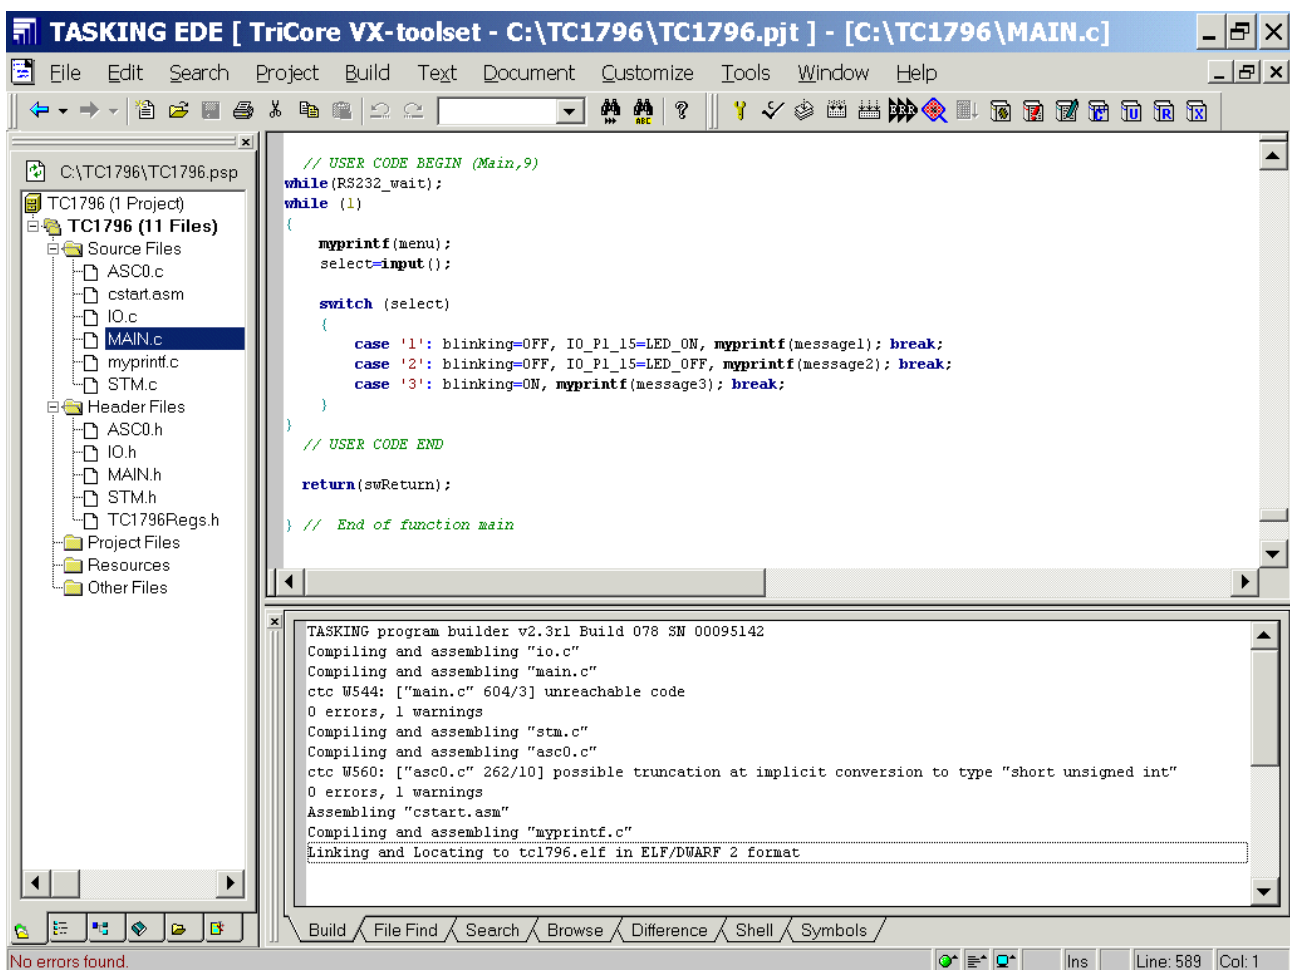 TASKING EDE [ TriCore VX-toolset - C:\TC1796\TC1796.pjt ] - [C:\TC1796\MAIN.c]
File Edit Search Project Build Text Document Customize Tools Window Help
C:\TC1796\TC1796.psp
TC1796 (1 Project)
TC1796 (11 Files)
Source Files
ASC0.c
cstart.asm
IO.c
MAIN.c
myprintf.c
STM.c
Header Files
ASC0.h
IO.h
MAIN.h
STM.h
TC1796Regs.h
Project Files
Resources
Other Files
// USER CODE BEGIN (Main,9)
while(RS232_wait);
while (1)
{
myprintf(menu);
select=input();
switch (select)
{
case '1': blinking=OFF, IO_P1_15=LED_ON, myprintf(message1); break;
case '2': blinking=OFF, IO_P1_15=LED_OFF, myprintf(message2); break;
case '3': blinking=ON, myprintf(message3); break;
}
}
// USER CODE END
return(swReturn);
} // End of function main
TASKING program builder v2.3r1 Build 078 SN 00095142
Compiling and assembling "io.c"
Compiling and assembling "main.c"
ctc W544: ["main.c" 604/3] unreachable code
0 errors, 1 warnings
Compiling and assembling "stm.c"
Compiling and assembling "asc0.c"
ctc W560: ["asc0.c" 262/10] possible truncation at implicit conversion to type "short unsigned int"
0 errors, 1 warnings
Assembling "cstart.asm"
Compiling and assembling "myprintf.c"
Linking and Locating to tc1796.elf in ELF/DWARF 2 format
Build File Find Search Browse Difference Shell Symbols
No errors found. Ins Line: 589 Col: 1